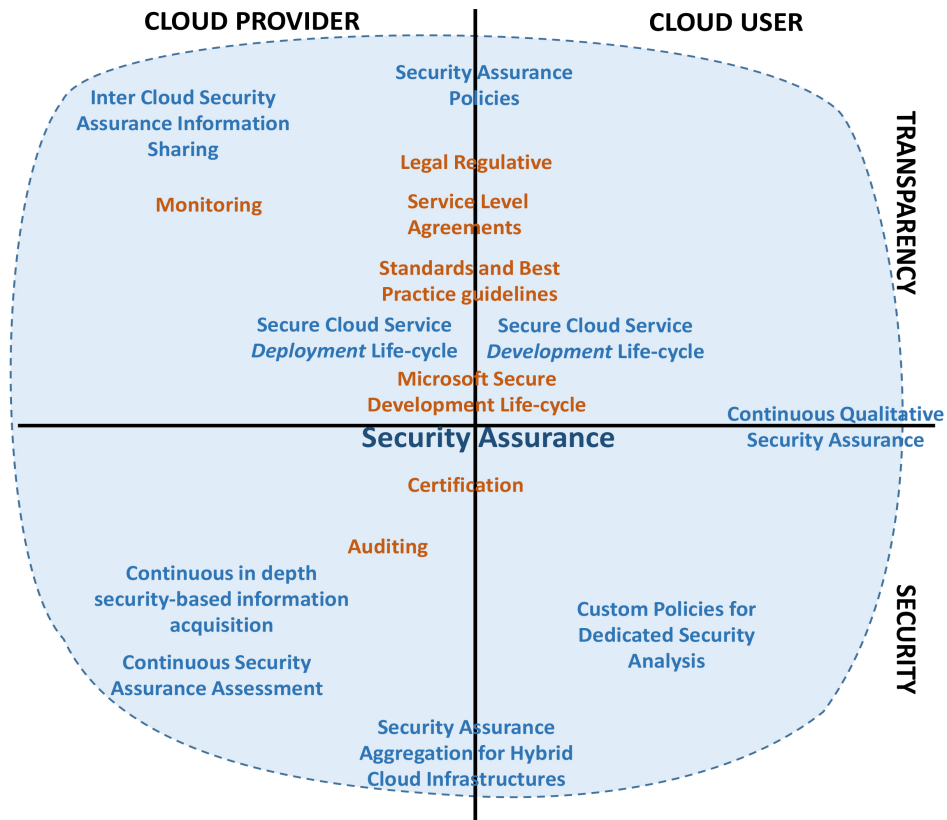 CLOUD PROVIDER
CLOUD USER
Security Assurance
Policies
Inter Cloud Security
Assurance Information
Sharing
TRANSPARENCY
Legal Regulative
Monitoring
Service Level
Agreements
Standards and Best
Practice guidelines
Secure Cloud Service
Deployment Life-cycle
Secure Cloud Service
Development Life-cycle
Microsoft Secure
Development Life-cycle
Continuous Qualitative
Security Assurance
Security Assurance
Certification
Auditing
Continuous in depth
security-based information
acquisition
Custom Policies for
Dedicated Security
Analysis
SECURITY
Continuous Security
Assurance Assessment
Security Assurance
Aggregation for Hybrid
Cloud Infrastructures